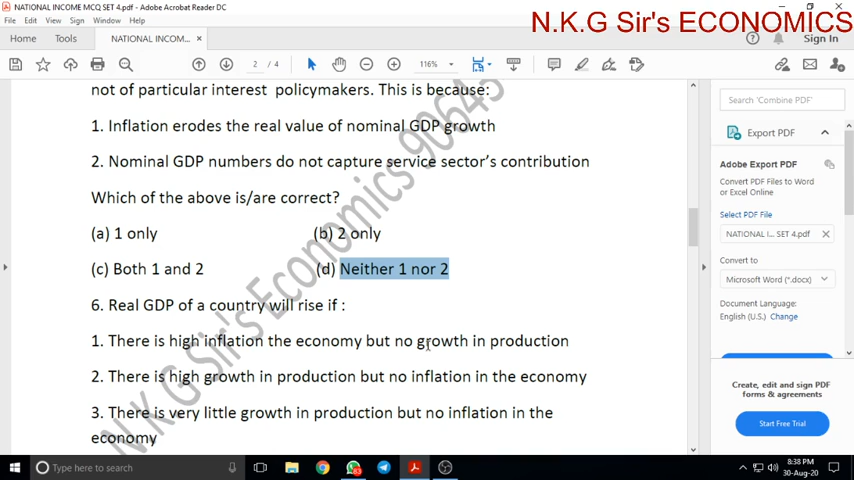 NATIONAL INCOME MCQ SET 4.pdf - Adobe Acrobat Reader DC
N.K.G Sir's ECONOMICS
File Edit View Sign Window Help
Home Tools NATIONAL INCOM... × Sign In
2 / 4 116%
not of particular interest policymakers. This is because:
1. Inflation erodes the real value of nominal GDP growth
2. Nominal GDP numbers do not capture service sector's contribution
Which of the above is/are correct?
(a) 1 only (b) 2 only
(c) Both 1 and 2 (d) Neither 1 nor 2
6. Real GDP of a country will rise if :
1. There is high inflation the economy but no growth in production
2. There is high growth in production but no inflation in the economy
3. There is very little growth in production but no inflation in the
economy
N.K.G Sir's Economics 90645
Search 'Combine PDF'
Export PDF
Adobe Export PDF
Convert PDF Files to Word
or Excel Online
Select PDF File
NATIONAL I... SET 4.pdf
Convert to
Microsoft Word (*.docx)
Document Language:
English (U.S.) Change
Create, edit and sign PDF
forms & agreements
Start Free Trial
Type here to search
8:38 PM
30-Aug-20